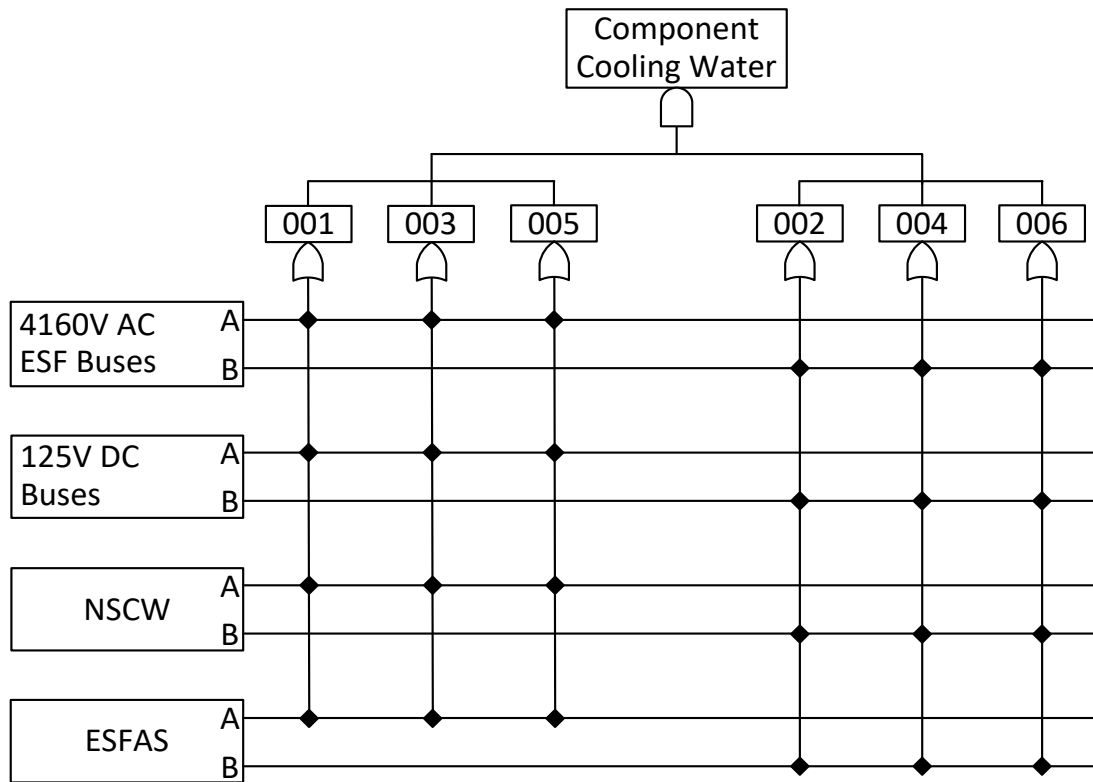 Component
Cooling Water
001
003
005
002
004
006
4160V AC
ESF Buses
A
B
125V DC
Buses
A
B
NSCW
A
B
ESFAS
A
B